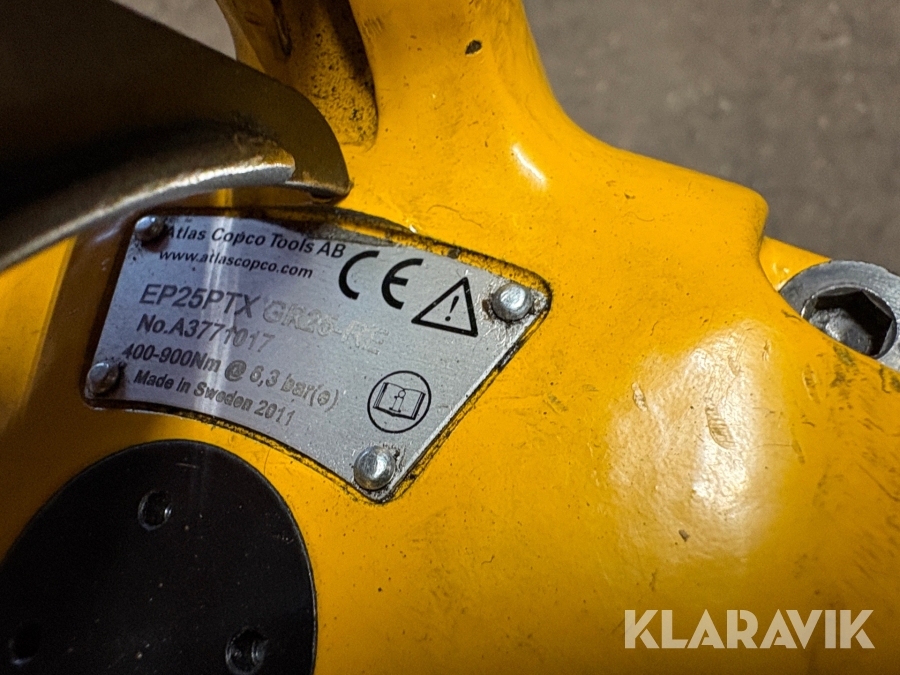 Atlas Copco Tools AB
www.atlascopco.com
CE
EP25PTX
No.A3771017
400-900Nm @ 6,3 bar(e)
Made in Sweden 2011
KLARAVIK